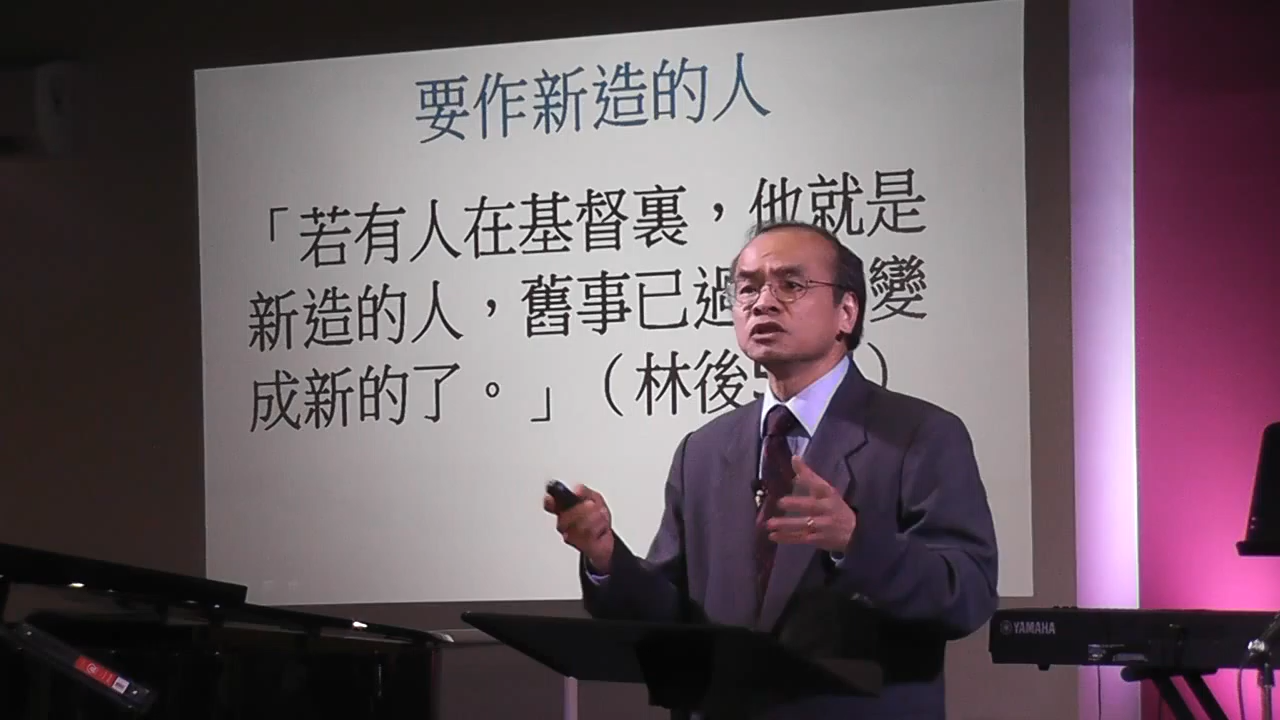 要作新造的人
「若有人在基督裏，他就是
新造的人，舊事已過 變
成新的了。」（林後5 ）
YAMAHA